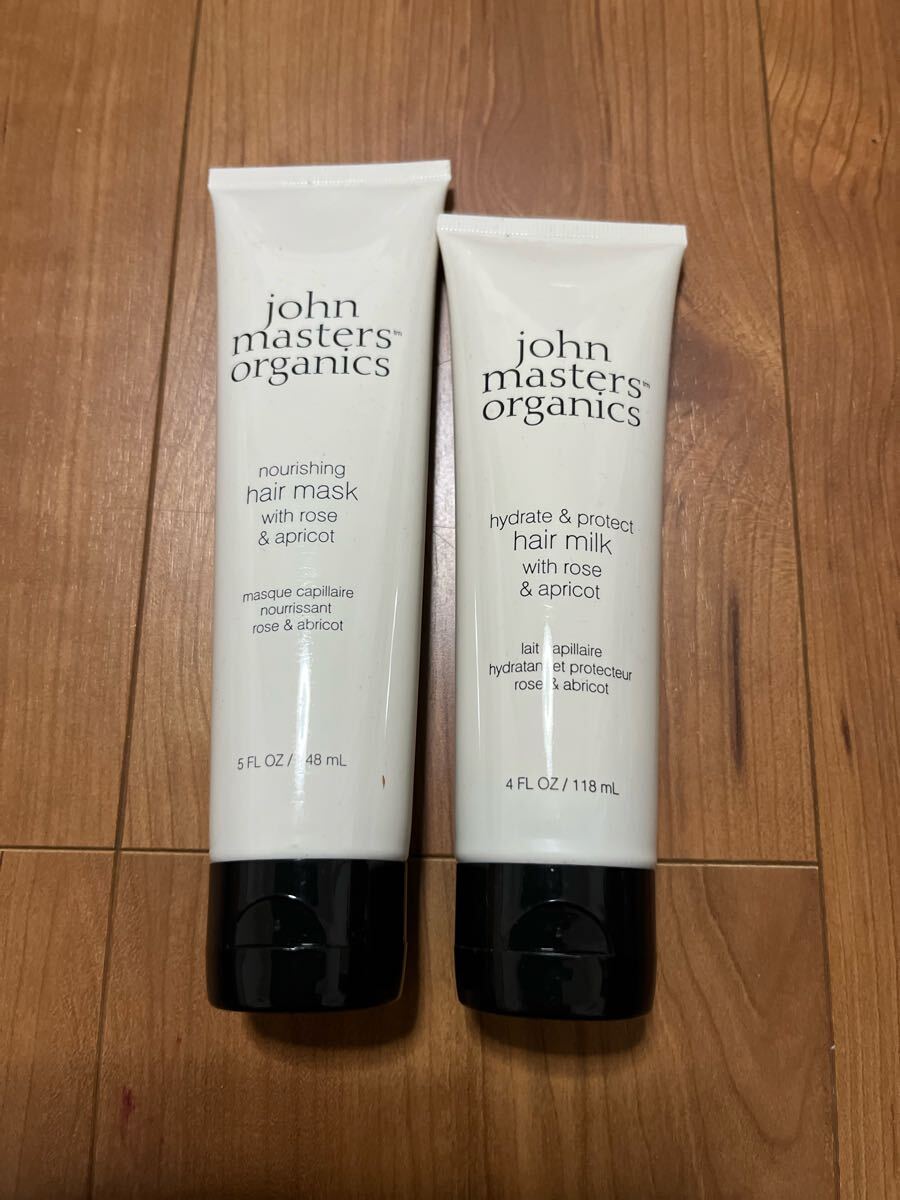 john
masters™
organics
nourishing
hair mask
with rose
& apricot
masque capillaire
nourrissant
rose & abricot
5 FL OZ / 148 mL
john
masters™
organics
hydrate & protect
hair milk
with rose
& apricot
lait capillaire
hydratant et protecteur
rose & abricot
4 FL OZ / 118 mL